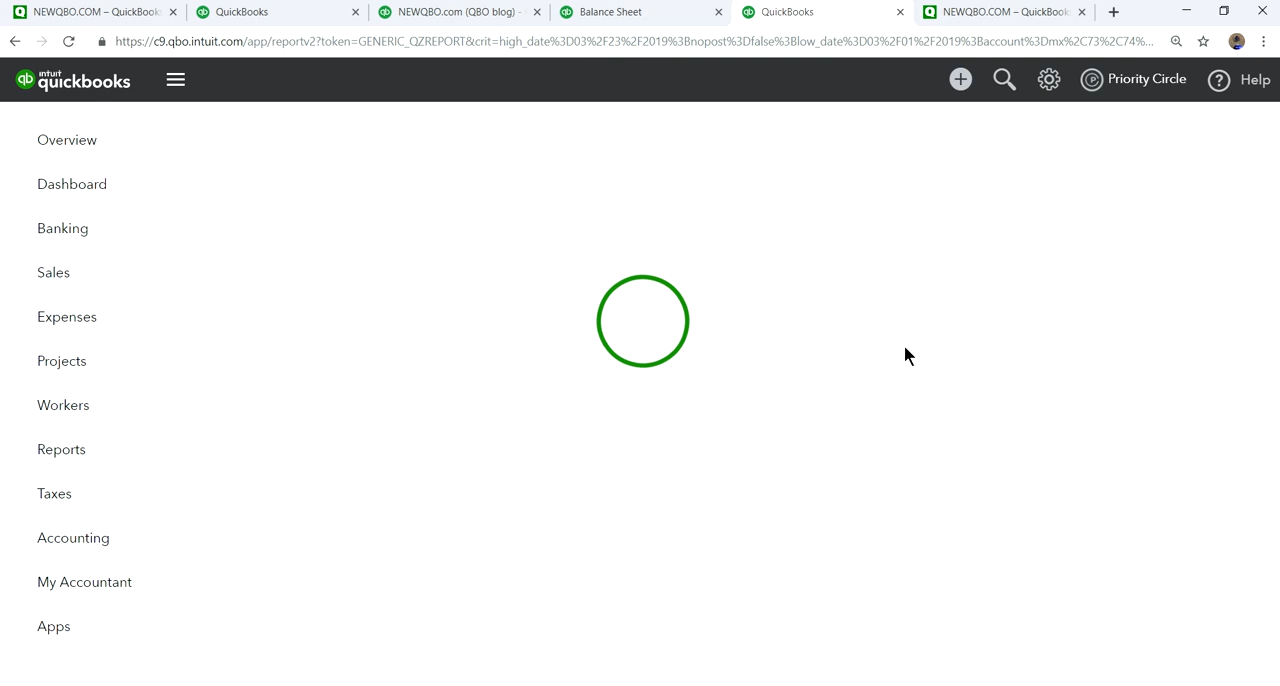 NEWQBO.COM – QuickBook
QuickBooks
NEWQBO.com (QBO blog) -
Balance Sheet
QuickBooks
NEWQBO.COM – QuickBook
https://c9.qbo.intuit.com/app/reportv2?token=GENERIC_QZREPORT&crit=high_date%3D03%2F23%2F2019%3Bnopost%3Dfalse%3Blow_date%3D03%2F01%2F2019%3Baccount%3Dmx%2C73%2C74%...
qb intuit quickbooks
Priority Circle
Help
Overview
Dashboard
Banking
Sales
Expenses
Projects
Workers
Reports
Taxes
Accounting
My Accountant
Apps